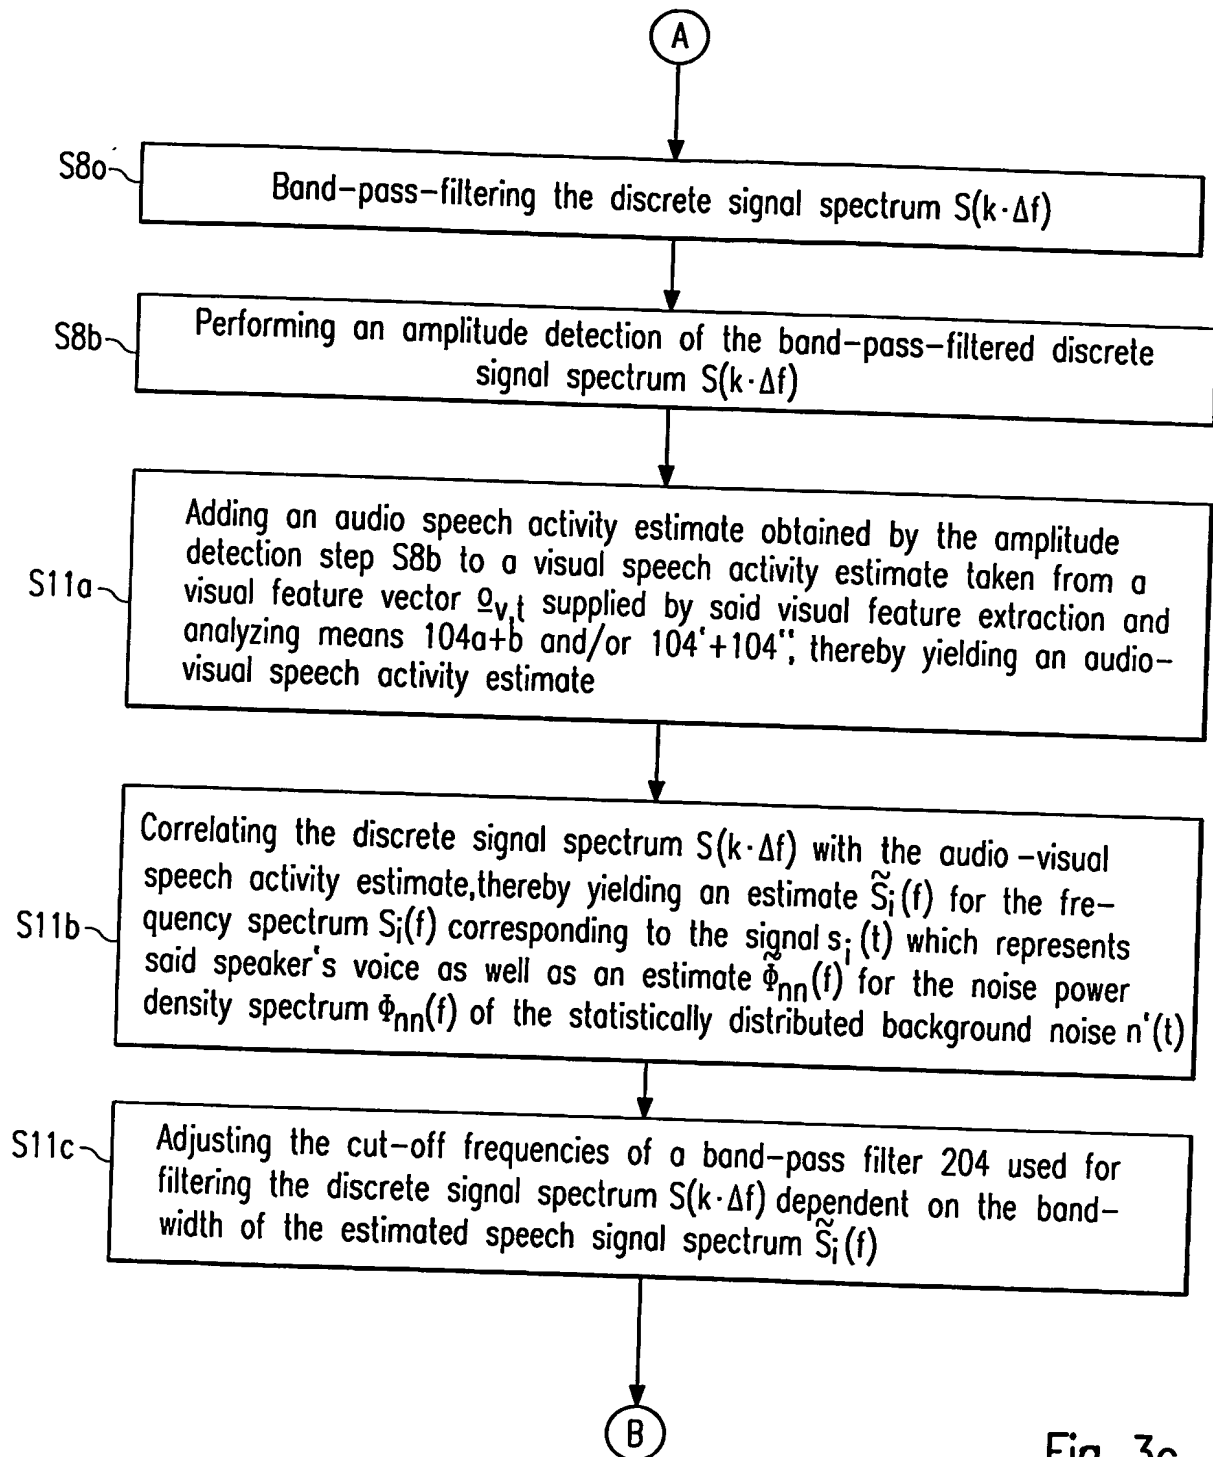 A
S8a
Band-pass-filtering the discrete signal spectrum S(k·Δf)
S8b
Performing an amplitude detection of the band-pass-filtered discrete
signal spectrum S(k·Δf)
S11a
Adding an audio speech activity estimate obtained by the amplitude
detection step S8b to a visual speech activity estimate taken from a
visual feature vector o̲v,t supplied by said visual feature extraction and
analyzing means 104a+b and/or 104'+104'', thereby yielding an audio-
visual speech activity estimate
S11b
Correlating the discrete signal spectrum S(k·Δf) with the audio-visual
speech activity estimate, thereby yielding an estimate S̃i(f) for the fre-
quency spectrum Si(f) corresponding to the signal si(t) which represents
said speaker's voice as well as an estimate Φ̃nn(f) for the noise power
density spectrum Φnn(f) of the statistically distributed background noise n'(t)
S11c
Adjusting the cut-off frequencies of a band-pass filter 204 used for
filtering the discrete signal spectrum S(k·Δf) dependent on the band-
width of the estimated speech signal spectrum S̃i(f)
B
Fig. 3c